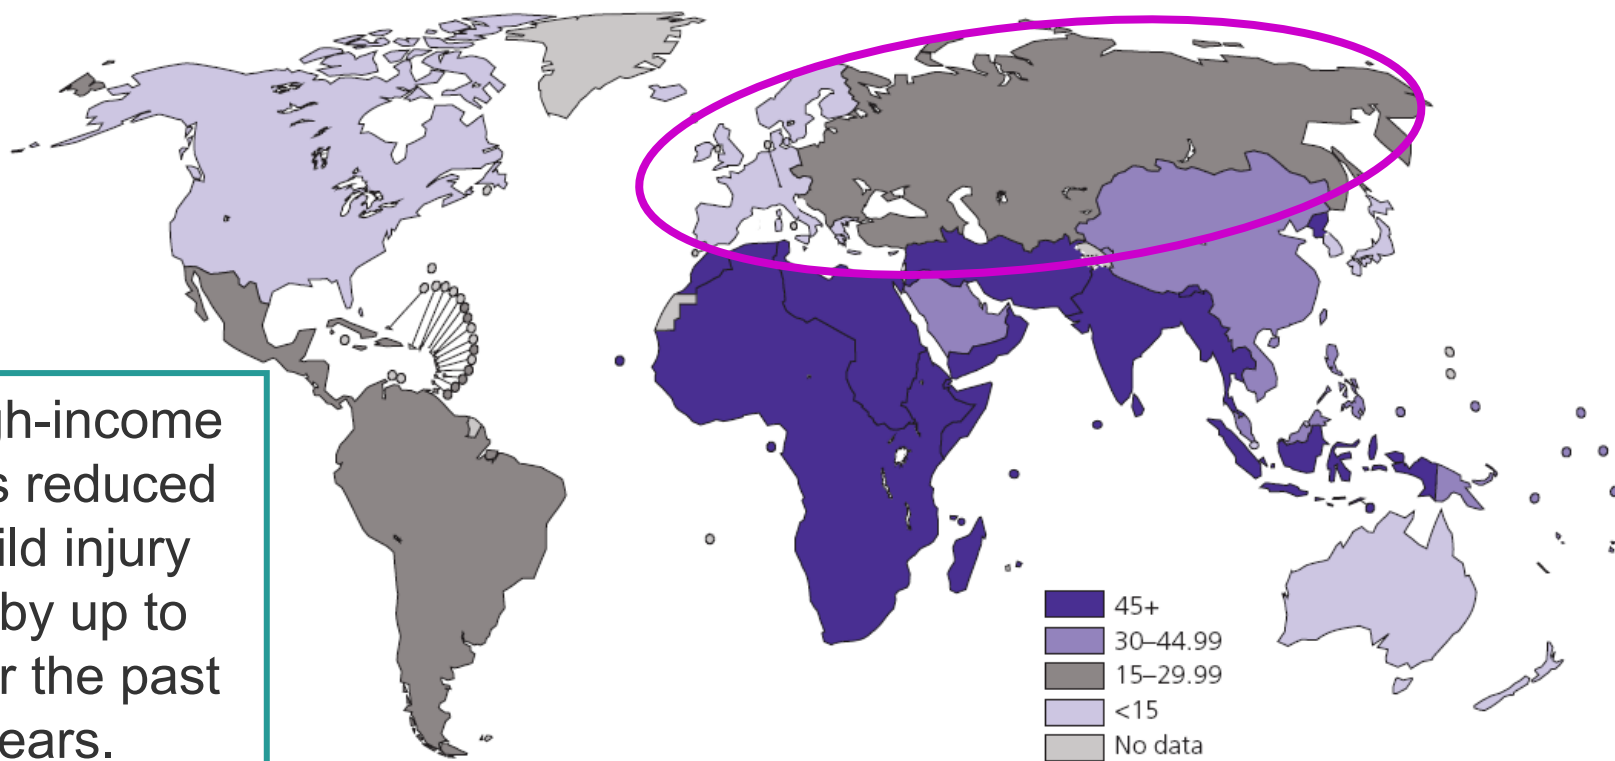 gh-income
s reduced
ild injury
by up to
r the past
ears.
45+
30–44.99
15–29.99
<15
No data